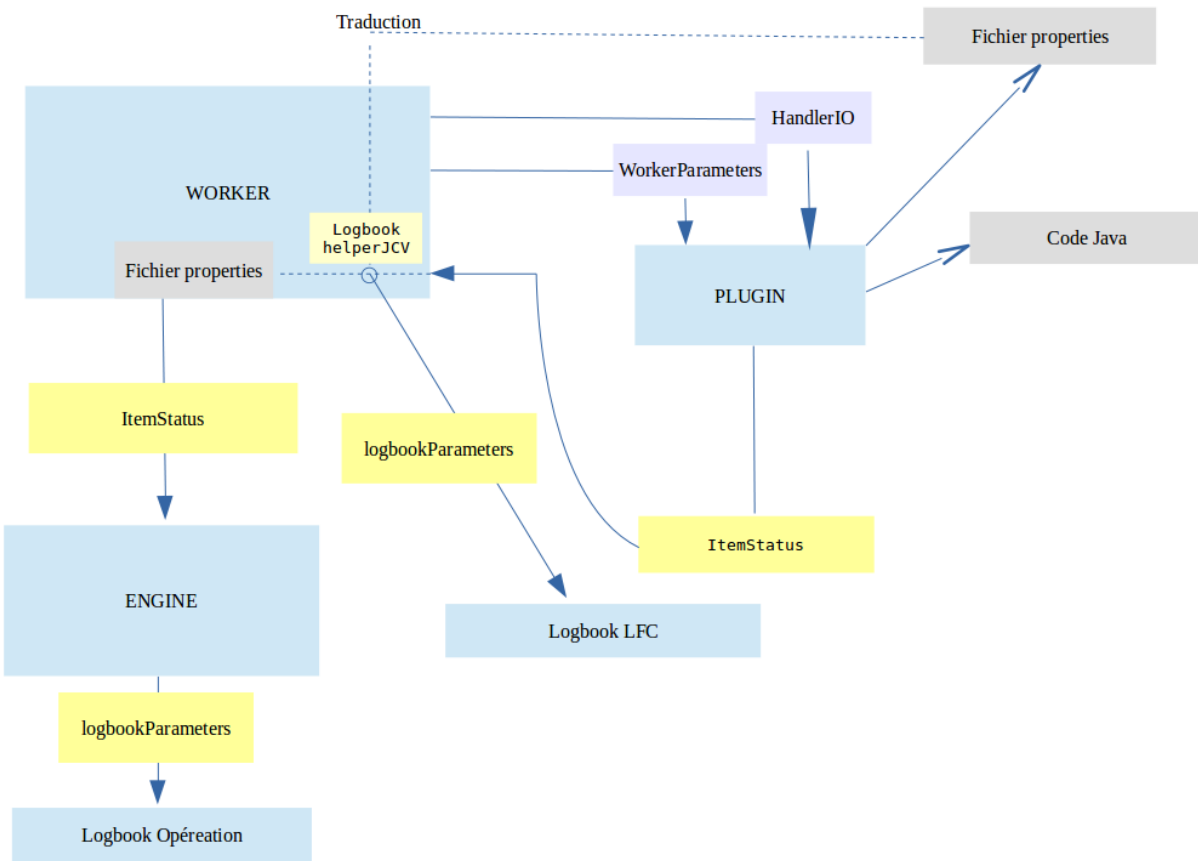 Traduction
Fichier properties
HandlerIO
WorkerParameters
WORKER
Logbook
helperJCV
Fichier properties
Code Java
PLUGIN
ItemStatus
logbookParameters
ItemStatus
ENGINE
Logbook LFC
logbookParameters
Logbook Opéreation